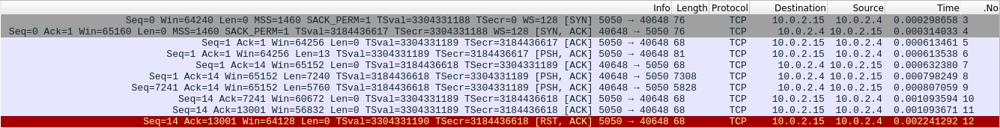 Info Length Protocol Destination Source Time .No
Seq=0 Win=64240 Len=0 MSS=1460 SACK_PERM=1 TSval=3304331188 TSecr=0 WS=128 [SYN] 5050 → 40648 76 TCP 10.0.2.15 10.0.2.4 0.000298658 3
Seq=0 Ack=1 Win=65160 Len=0 MSS=1460 SACK_PERM=1 TSval=3184436617 TSecr=3304331188 WS=128 [SYN, ACK] 40648 → 5050 76 TCP 10.0.2.4 10.0.2.15 0.000314033 4
Seq=1 Ack=1 Win=64256 Len=0 TSval=3304331189 TSecr=3184436617 [ACK] 5050 → 40648 68 TCP 10.0.2.15 10.0.2.4 0.000613461 5
Seq=1 Ack=1 Win=64256 Len=13 TSval=3304331189 TSecr=3184436617 [PSH, ACK] 5050 → 40648 81 TCP 10.0.2.15 10.0.2.4 0.000613538 6
Seq=1 Ack=14 Win=65152 Len=0 TSval=3184436618 TSecr=3304331189 [ACK] 40648 → 5050 68 TCP 10.0.2.4 10.0.2.15 0.000632380 7
Seq=1 Ack=14 Win=65152 Len=7240 TSval=3184436618 TSecr=3304331189 [PSH, ACK] 40648 → 5050 7308 TCP 10.0.2.4 10.0.2.15 0.000798249 8
Seq=7241 Ack=14 Win=65152 Len=5760 TSval=3184436618 TSecr=3304331189 [PSH, ACK] 40648 → 5050 5828 TCP 10.0.2.4 10.0.2.15 0.000807059 9
Seq=14 Ack=7241 Win=60672 Len=0 TSval=3304331189 TSecr=3184436618 [ACK] 5050 → 40648 68 TCP 10.0.2.15 10.0.2.4 0.001093594 10
Seq=14 Ack=13001 Win=56832 Len=0 TSval=3304331189 TSecr=3184436618 [ACK] 5050 → 40648 68 TCP 10.0.2.15 10.0.2.4 0.001093671 11
Seq=14 Ack=13001 Win=64128 Len=0 TSval=3304331190 TSecr=3184436618 [RST, ACK] 5050 → 40648 68 TCP 10.0.2.15 10.0.2.4 0.002241292 12